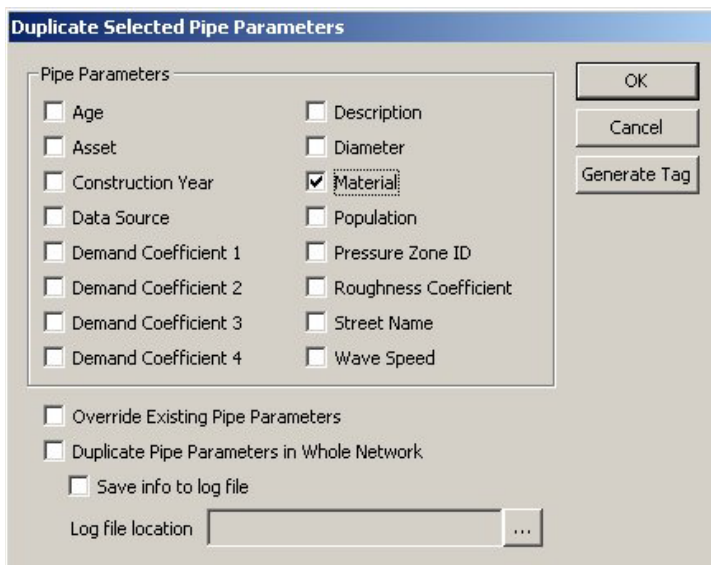 Duplicate Selected Pipe Parameters
Pipe Parameters
Age
Asset
Construction Year
Data Source
Demand Coefficient 1
Demand Coefficient 2
Demand Coefficient 3
Demand Coefficient 4
Description
Diameter
Material
Population
Pressure Zone ID
Roughness Coefficient
Street Name
Wave Speed
OK
Cancel
Generate Tag
Override Existing Pipe Parameters
Duplicate Pipe Parameters in Whole Network
Save info to log file
Log file location
...